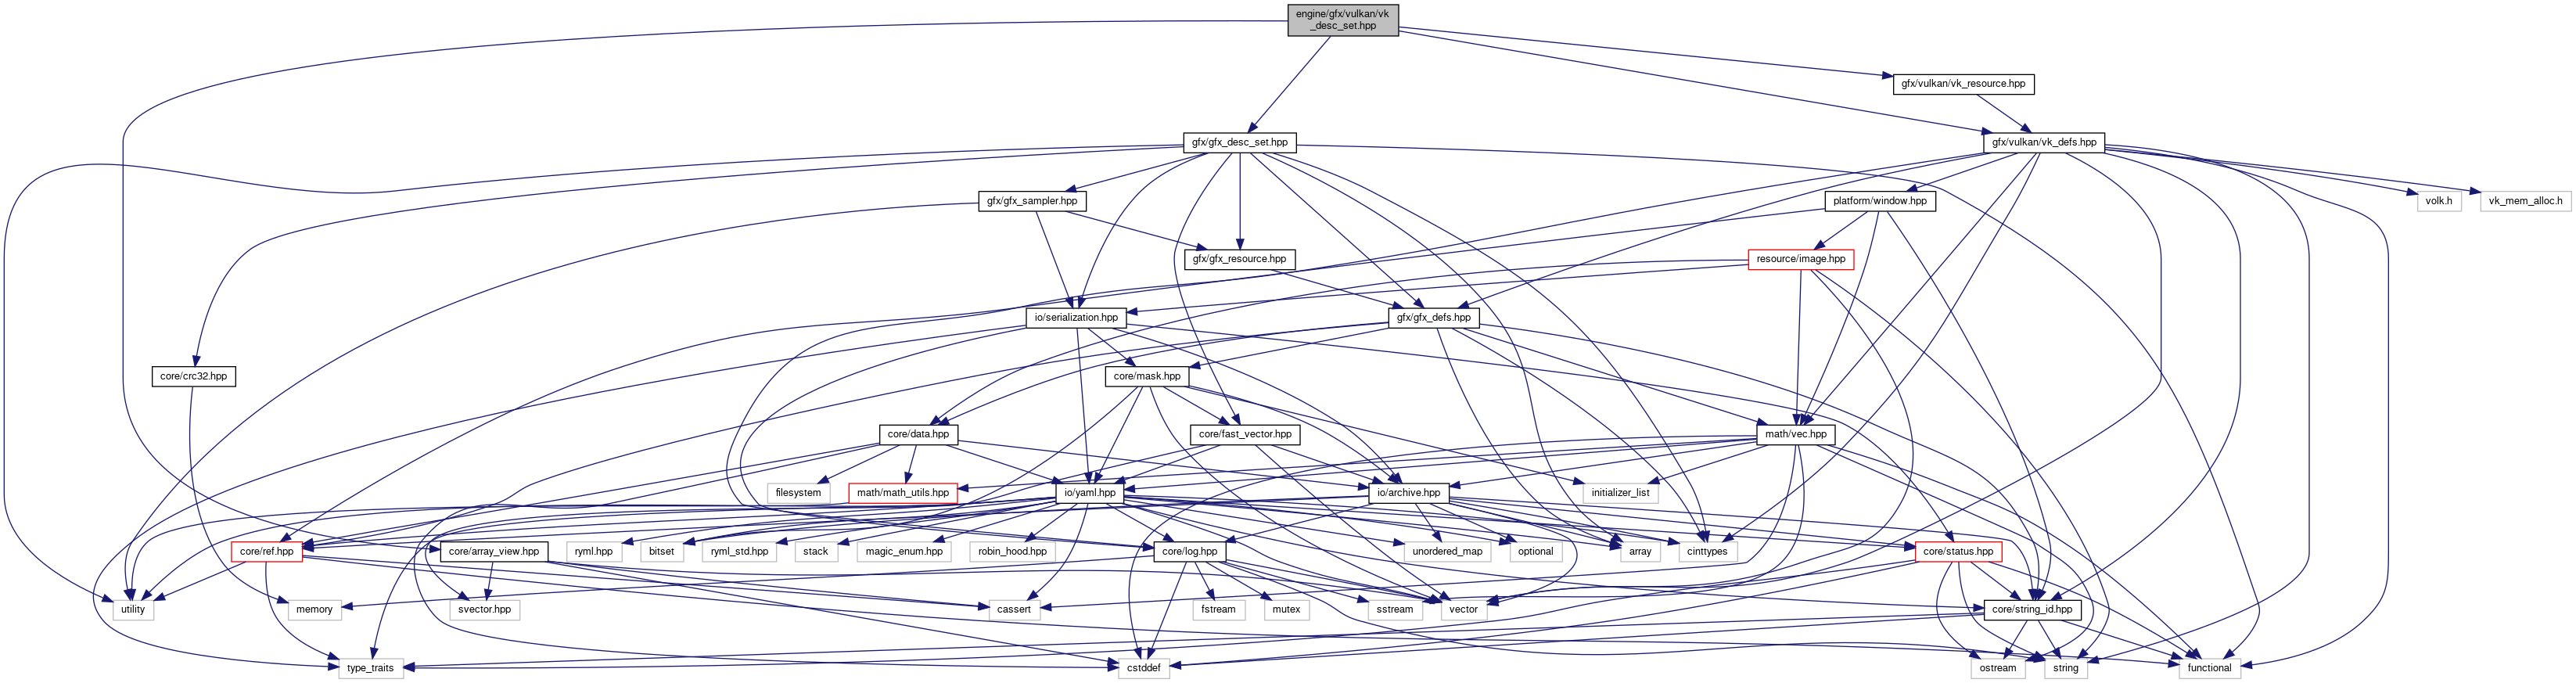 engine/gfx/vulkan/vk
_desc_set.hpp
gfx/vulkan/vk_resource.hpp
gfx/gfx_desc_set.hpp
gfx/vulkan/vk_defs.hpp
gfx/gfx_sampler.hpp
platform/window.hpp
volk.h
vk_mem_alloc.h
gfx/gfx_resource.hpp
resource/image.hpp
io/serialization.hpp
gfx/gfx_defs.hpp
core/crc32.hpp
core/mask.hpp
core/data.hpp
core/fast_vector.hpp
math/vec.hpp
filesystem
math/math_utils.hpp
io/yaml.hpp
io/archive.hpp
initializer_list
core/ref.hpp
core/array_view.hpp
ryml.hpp
bitset
ryml_std.hpp
stack
magic_enum.hpp
robin_hood.hpp
core/log.hpp
unordered_map
optional
array
cinttypes
core/status.hpp
utility
memory
svector.hpp
fstream
mutex
cassert
sstream
vector
core/string_id.hpp
type_traits
cstddef
ostream
string
functional